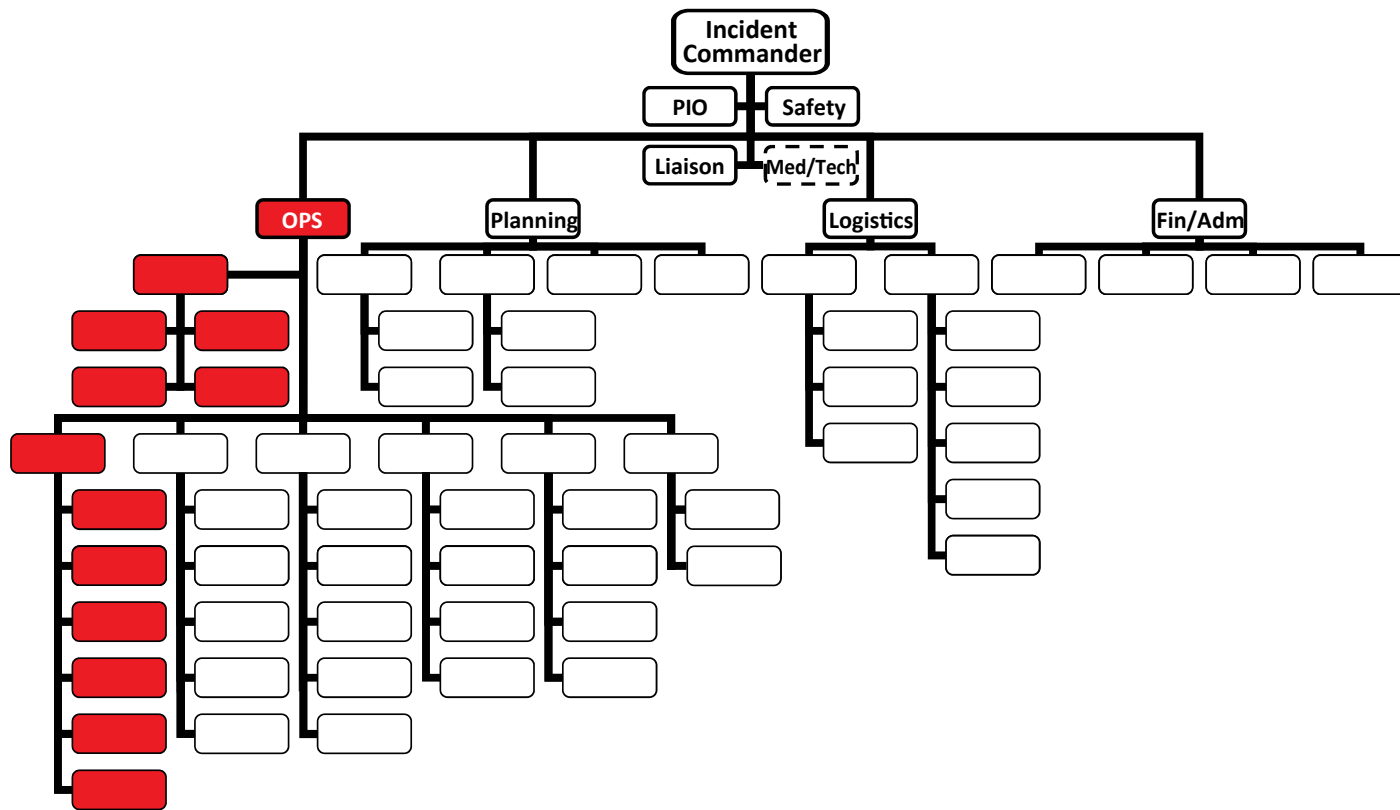 Incident
Commander
PIO
Safety
Liaison
Med/Tech
OPS
Planning
Logistics
Fin/Adm